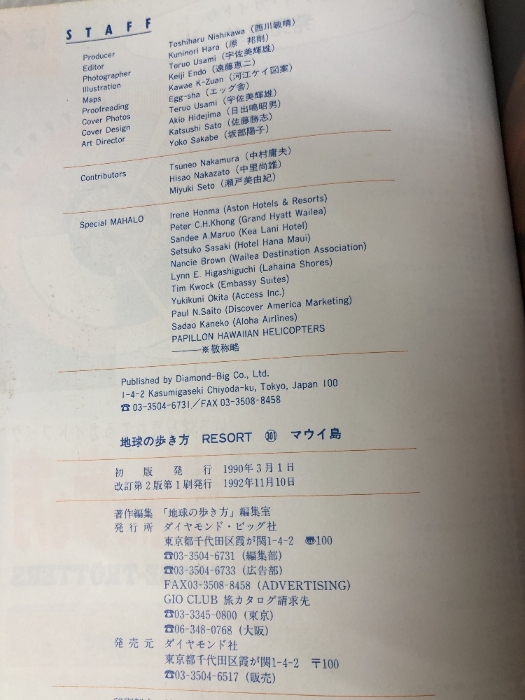 STAFF
Producer Toshiharu Nishikawa (西川敏晴)
Editor Kuninori Hara (原 邦則)
Photographer Teruo Usami (宇佐美輝雄)
Illustration Keiji Endo (遠藤恵二)
Maps Kawae K-Zuan (河江ケイ図案)
Proofreading Egg-sha (エッグ舎)
Cover Photos Teruo Usami (宇佐美輝雄)
Cover Design Akio Hidejima (日出嶋昭男)
Art Director Katsushi Sato (佐藤勝志)
Yoko Sakabe (坂部陽子)
Contributors Tsuneo Nakamura (中村庸夫)
Hisao Nakazato (中里尚雄)
Miyuki Seto (瀬戸美由紀)
Special MAHALO Irene Honma (Aston Hotels & Resorts)
Peter C.H.Khong (Grand Hyatt Wailea)
Sandee A.Maruo (Kea Lani Hotel)
Setsuko Sasaki (Hotel Hana Maui)
Nancie Brown (Wailea Destination Association)
Lynn E. Higashiguchi (Lahaina Shores)
Tim Kwock (Embassy Suites)
Yukikuni Okita (Access Inc.)
Paul N.Saito (Discover America Marketing)
Sadao Kaneko (Aloha Airlines)
PAPILLON HAWAIIAN HELICOPTERS
———※敬称略
Published by Diamond-Big Co., Ltd.
1-4-2 Kasumigaseki Chiyoda-ku, Tokyo, Japan 100
☎03-3504-6731/FAX 03-3508-8458
地球の歩き方 RESORT 301 マウイ島
初版発行 1990年3月1日
改訂第2版第1刷発行 1992年11月10日
著作編集 「地球の歩き方」編集室
発行所 ダイヤモンド・ビッグ社
東京都千代田区霞が関1-4-2 〠100
☎03-3504-6731 (編集部)
☎03-3504-6733 (広告部)
FAX03-3508-8458 (ADVERTISING)
GIO CLUB 旅カタログ請求先
☎03-3345-0800 (東京)
☎06-348-0768 (大阪)
発売元 ダイヤモンド社
東京都千代田区霞が関1-4-2 〒100
☎03-3504-6517 (販売)